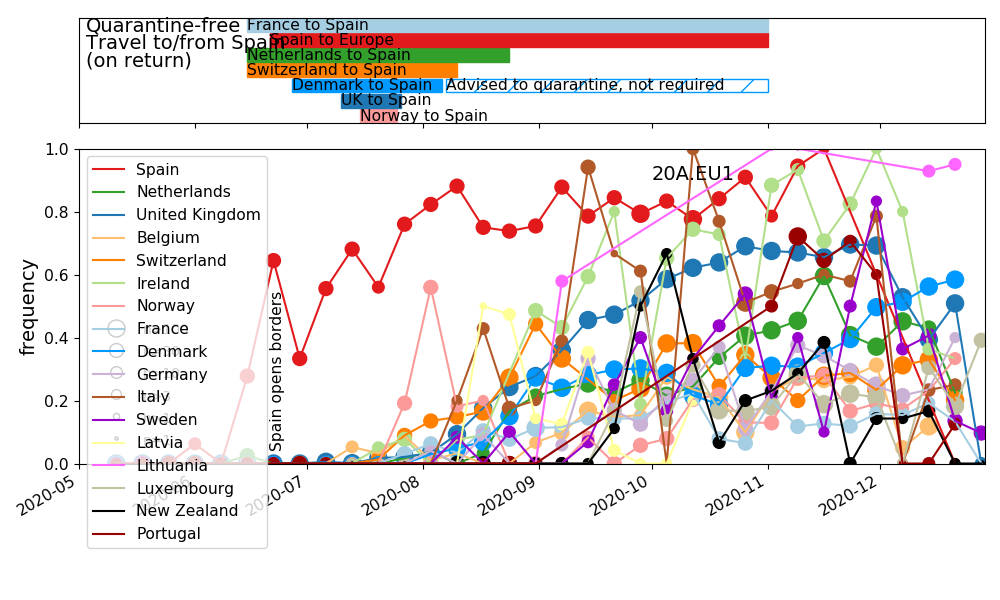 Quarantine-free
Travel to/from Spain
(on return)
France to Spain
Spain to Europe
Netherlands to Spain
Switzerland to Spain
Denmark to Spain
Advised to quarantine, not required
UK to Spain
Norway to Spain
20A.EU1
frequency
1.0
0.8
0.6
0.4
0.2
0.0
Spain
Netherlands
United Kingdom
Belgium
Switzerland
Ireland
Norway
France
Denmark
Germany
Italy
Sweden
Latvia
Lithuania
Luxembourg
New Zealand
Portugal
Spain opens borders
2020-05
2020-06
2020-07
2020-08
2020-09
2020-10
2020-11
2020-12